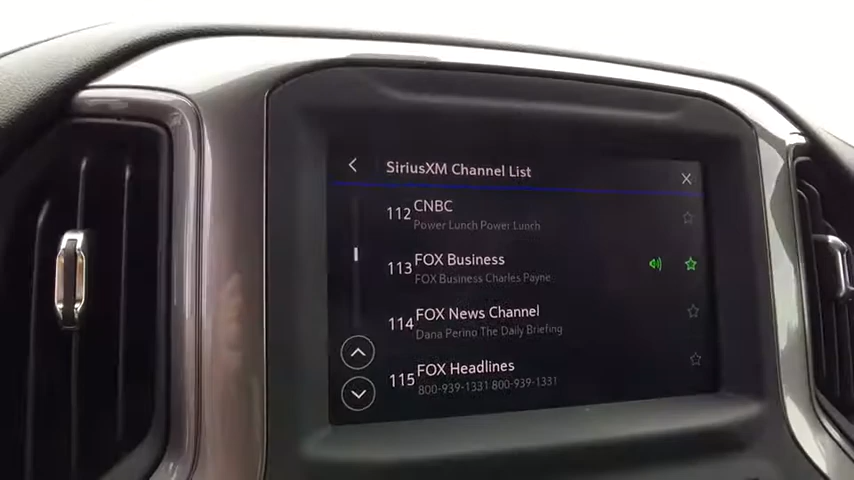 SiriusXM Channel List
112 CNBC
Power Lunch Power Lunch
113 FOX Business
FOX Business Charles Payne
114 FOX News Channel
Dana Perino The Daily Briefing
115 FOX Headlines
800-939-1331 800-939-1331